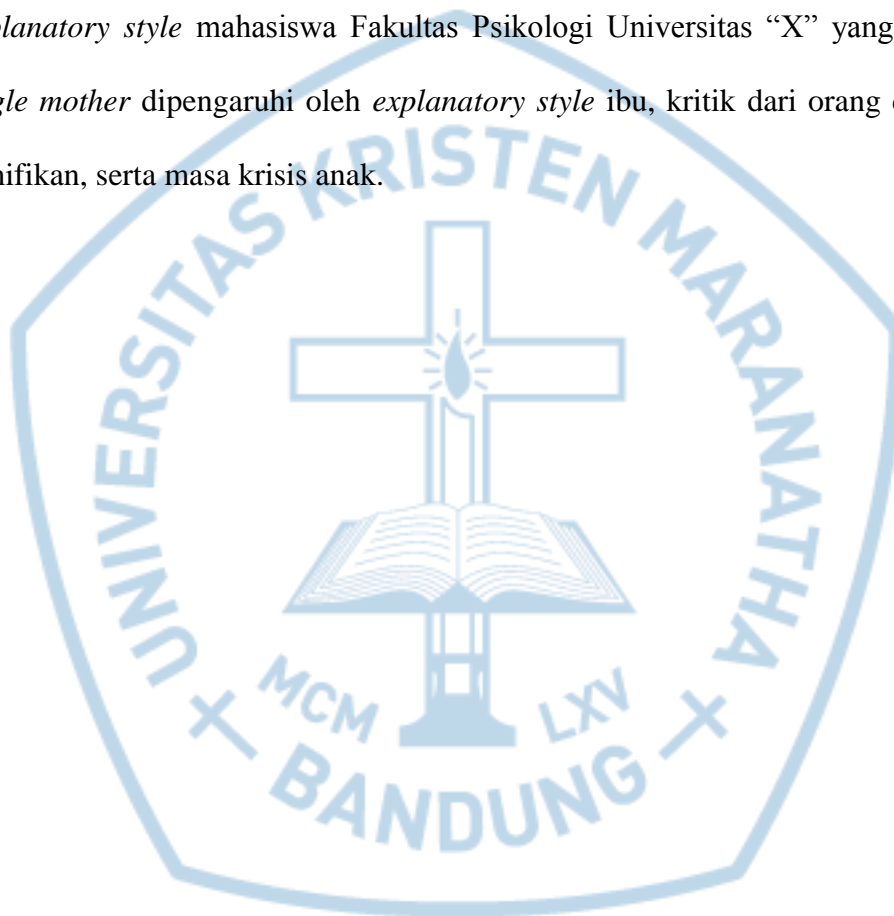 planatory style mahasiswa Fakultas Psikologi Universitas “X” yang
gle mother dipengaruhi oleh explanatory style ibu, kritik dari orang
nifikan, serta masa krisis anak.
UNIVERSITAS KRISTEN MARANATHA
MCM LXV
BANDUNG